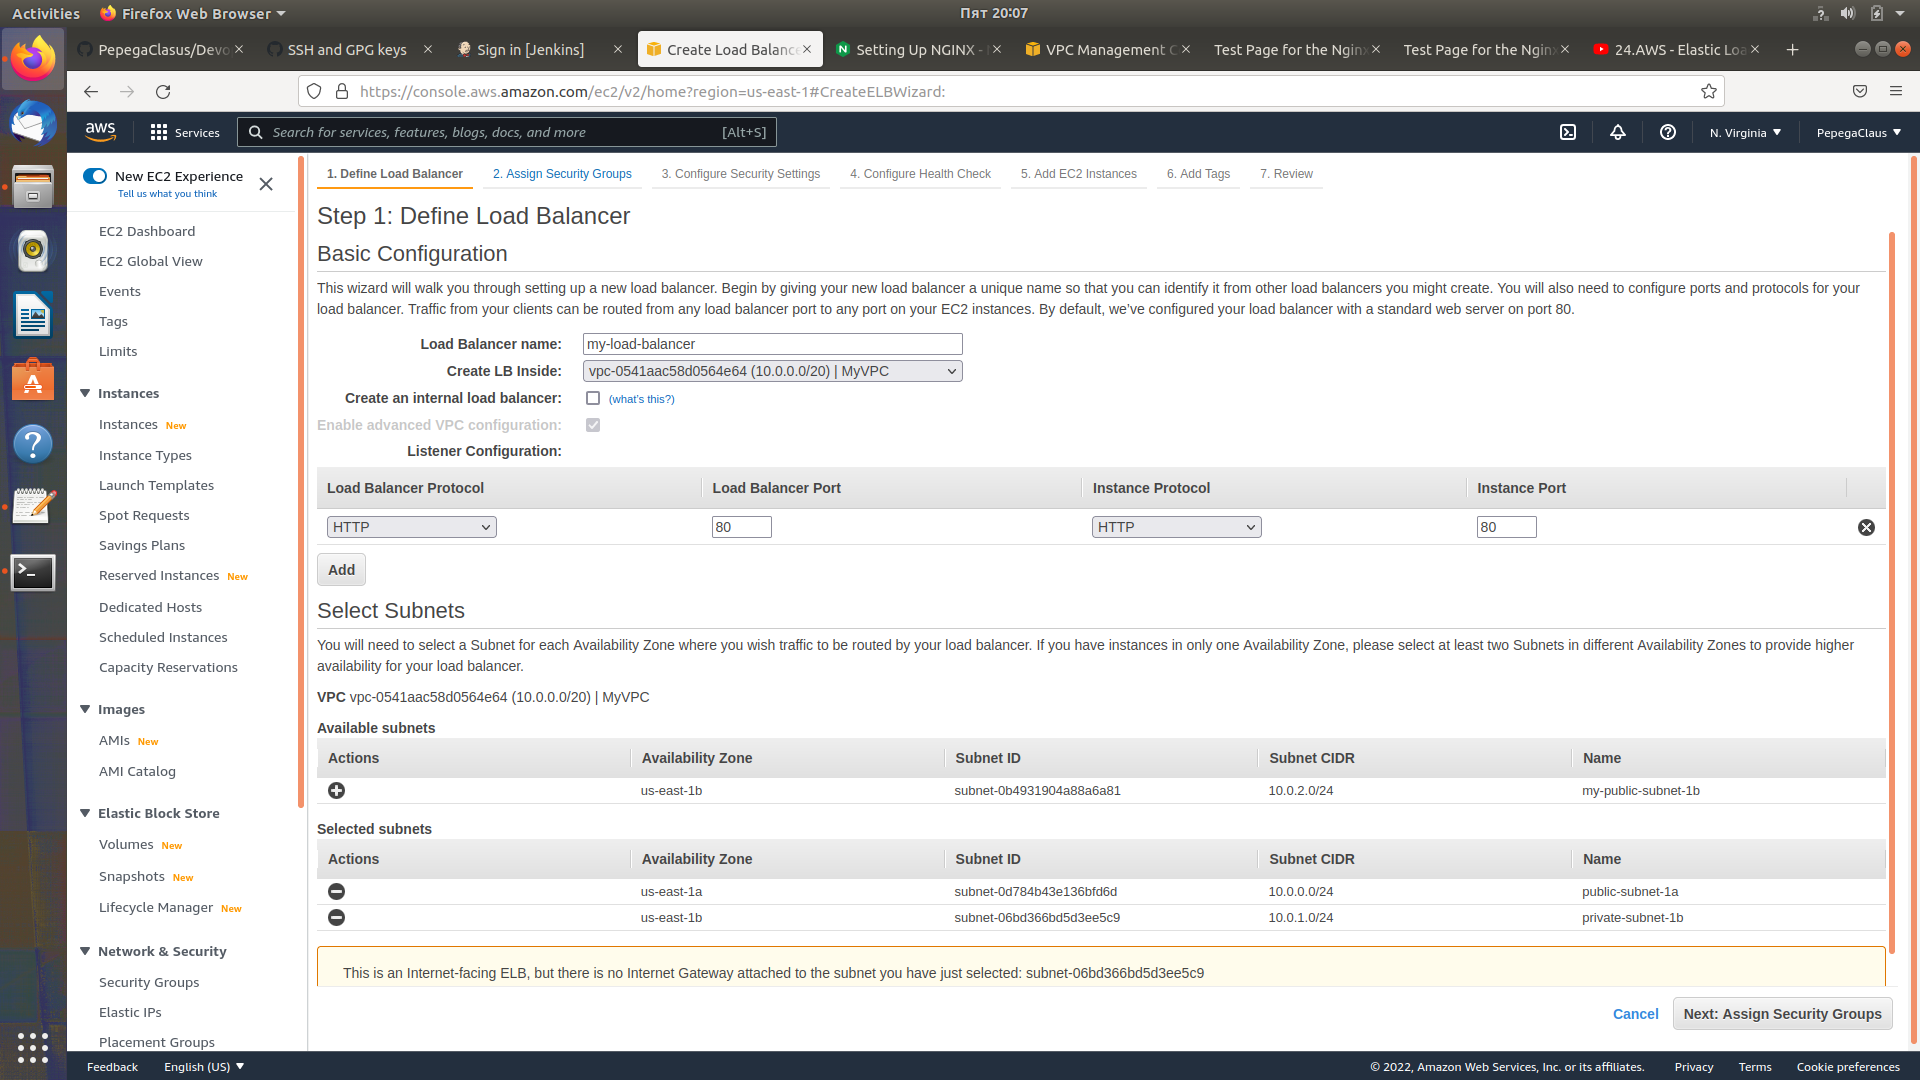 Activities
Firefox Web Browser
Пят 20:07
PepegaClasus/Devo
SSH and GPG keys
Sign in [Jenkins]
Create Load Balance
Setting Up NGINX -
VPC Management C
Test Page for the Nginx
Test Page for the Nginx
24.AWS - Elastic Loa
https://console.aws.amazon.com/ec2/v2/home?region=us-east-1#CreateELBWizard:
aws
Services
Search for services, features, blogs, docs, and more
[Alt+S]
N. Virginia
PepegaClaus
New EC2 Experience
Tell us what you think
EC2 Dashboard
EC2 Global View
Events
Tags
Limits
Instances
Instances New
Instance Types
Launch Templates
Spot Requests
Savings Plans
Reserved Instances New
Dedicated Hosts
Scheduled Instances
Capacity Reservations
Images
AMIs New
AMI Catalog
Elastic Block Store
Volumes New
Snapshots New
Lifecycle Manager New
Network & Security
Security Groups
Elastic IPs
Placement Groups
1. Define Load Balancer
2. Assign Security Groups
3. Configure Security Settings
4. Configure Health Check
5. Add EC2 Instances
6. Add Tags
7. Review
Step 1: Define Load Balancer
Basic Configuration
This wizard will walk you through setting up a new load balancer. Begin by giving your new load balancer a unique name so that you can identify it from other load balancers you might create. You will also need to configure ports and protocols for your
load balancer. Traffic from your clients can be routed from any load balancer port to any port on your EC2 instances. By default, we've configured your load balancer with a standard web server on port 80.
Load Balancer name: my-load-balancer
Create LB Inside: vpc-0541aac58d0564e64 (10.0.0.0/20) | MyVPC
Create an internal load balancer: (what's this?)
Enable advanced VPC configuration:
Listener Configuration:
Load Balancer Protocol Load Balancer Port Instance Protocol Instance Port
HTTP 80 HTTP 80
Add
Select Subnets
You will need to select a Subnet for each Availability Zone where you wish traffic to be routed by your load balancer. If you have instances in only one Availability Zone, please select at least two Subnets in different Availability Zones to provide higher
availability for your load balancer.
VPC vpc-0541aac58d0564e64 (10.0.0.0/20) | MyVPC
Available subnets
Actions Availability Zone Subnet ID Subnet CIDR Name
us-east-1b subnet-0b4931904a88a6a81 10.0.2.0/24 my-public-subnet-1b
Selected subnets
Actions Availability Zone Subnet ID Subnet CIDR Name
us-east-1a subnet-0d784b43e136bfd6d 10.0.0.0/24 public-subnet-1a
us-east-1b subnet-06bd366bd5d3ee5c9 10.0.1.0/24 private-subnet-1b
This is an Internet-facing ELB, but there is no Internet Gateway attached to the subnet you have just selected: subnet-06bd366bd5d3ee5c9
Cancel
Next: Assign Security Groups
Feedback
English (US)
© 2022, Amazon Web Services, Inc. or its affiliates.
Privacy
Terms
Cookie preferences